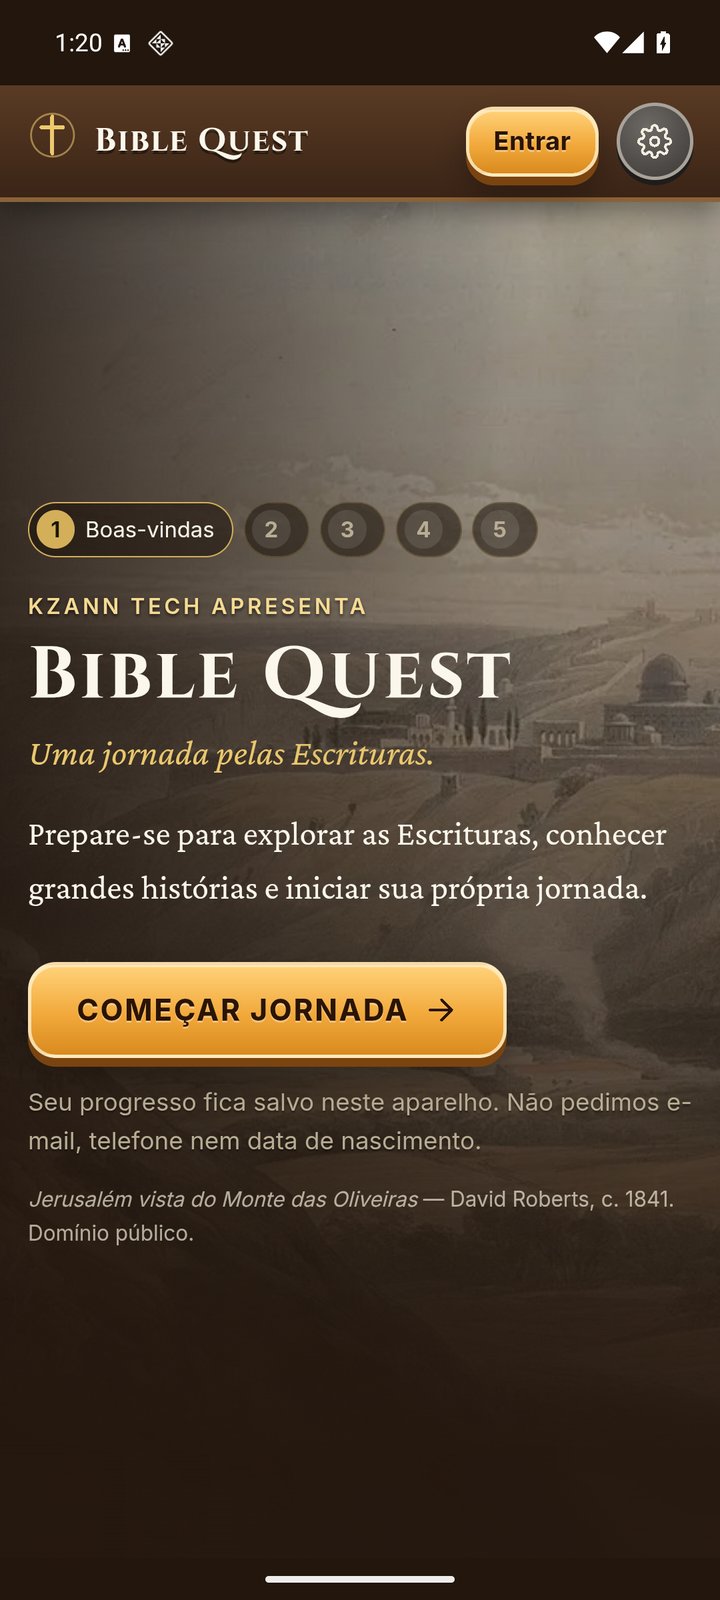 1:20
BIBLE QUEST
Entrar
1 Boas-vindas 2 3 4 5
KZANN TECH APRESENTA
BIBLE QUEST
Uma jornada pelas Escrituras.
Prepare-se para explorar as Escrituras, conhecer
grandes histórias e iniciar sua própria jornada.
COMEÇAR JORNADA →
Seu progresso fica salvo neste aparelho. Não pedimos e-
mail, telefone nem data de nascimento.
Jerusalém vista do Monte das Oliveiras — David Roberts, c. 1841.
Domínio público.